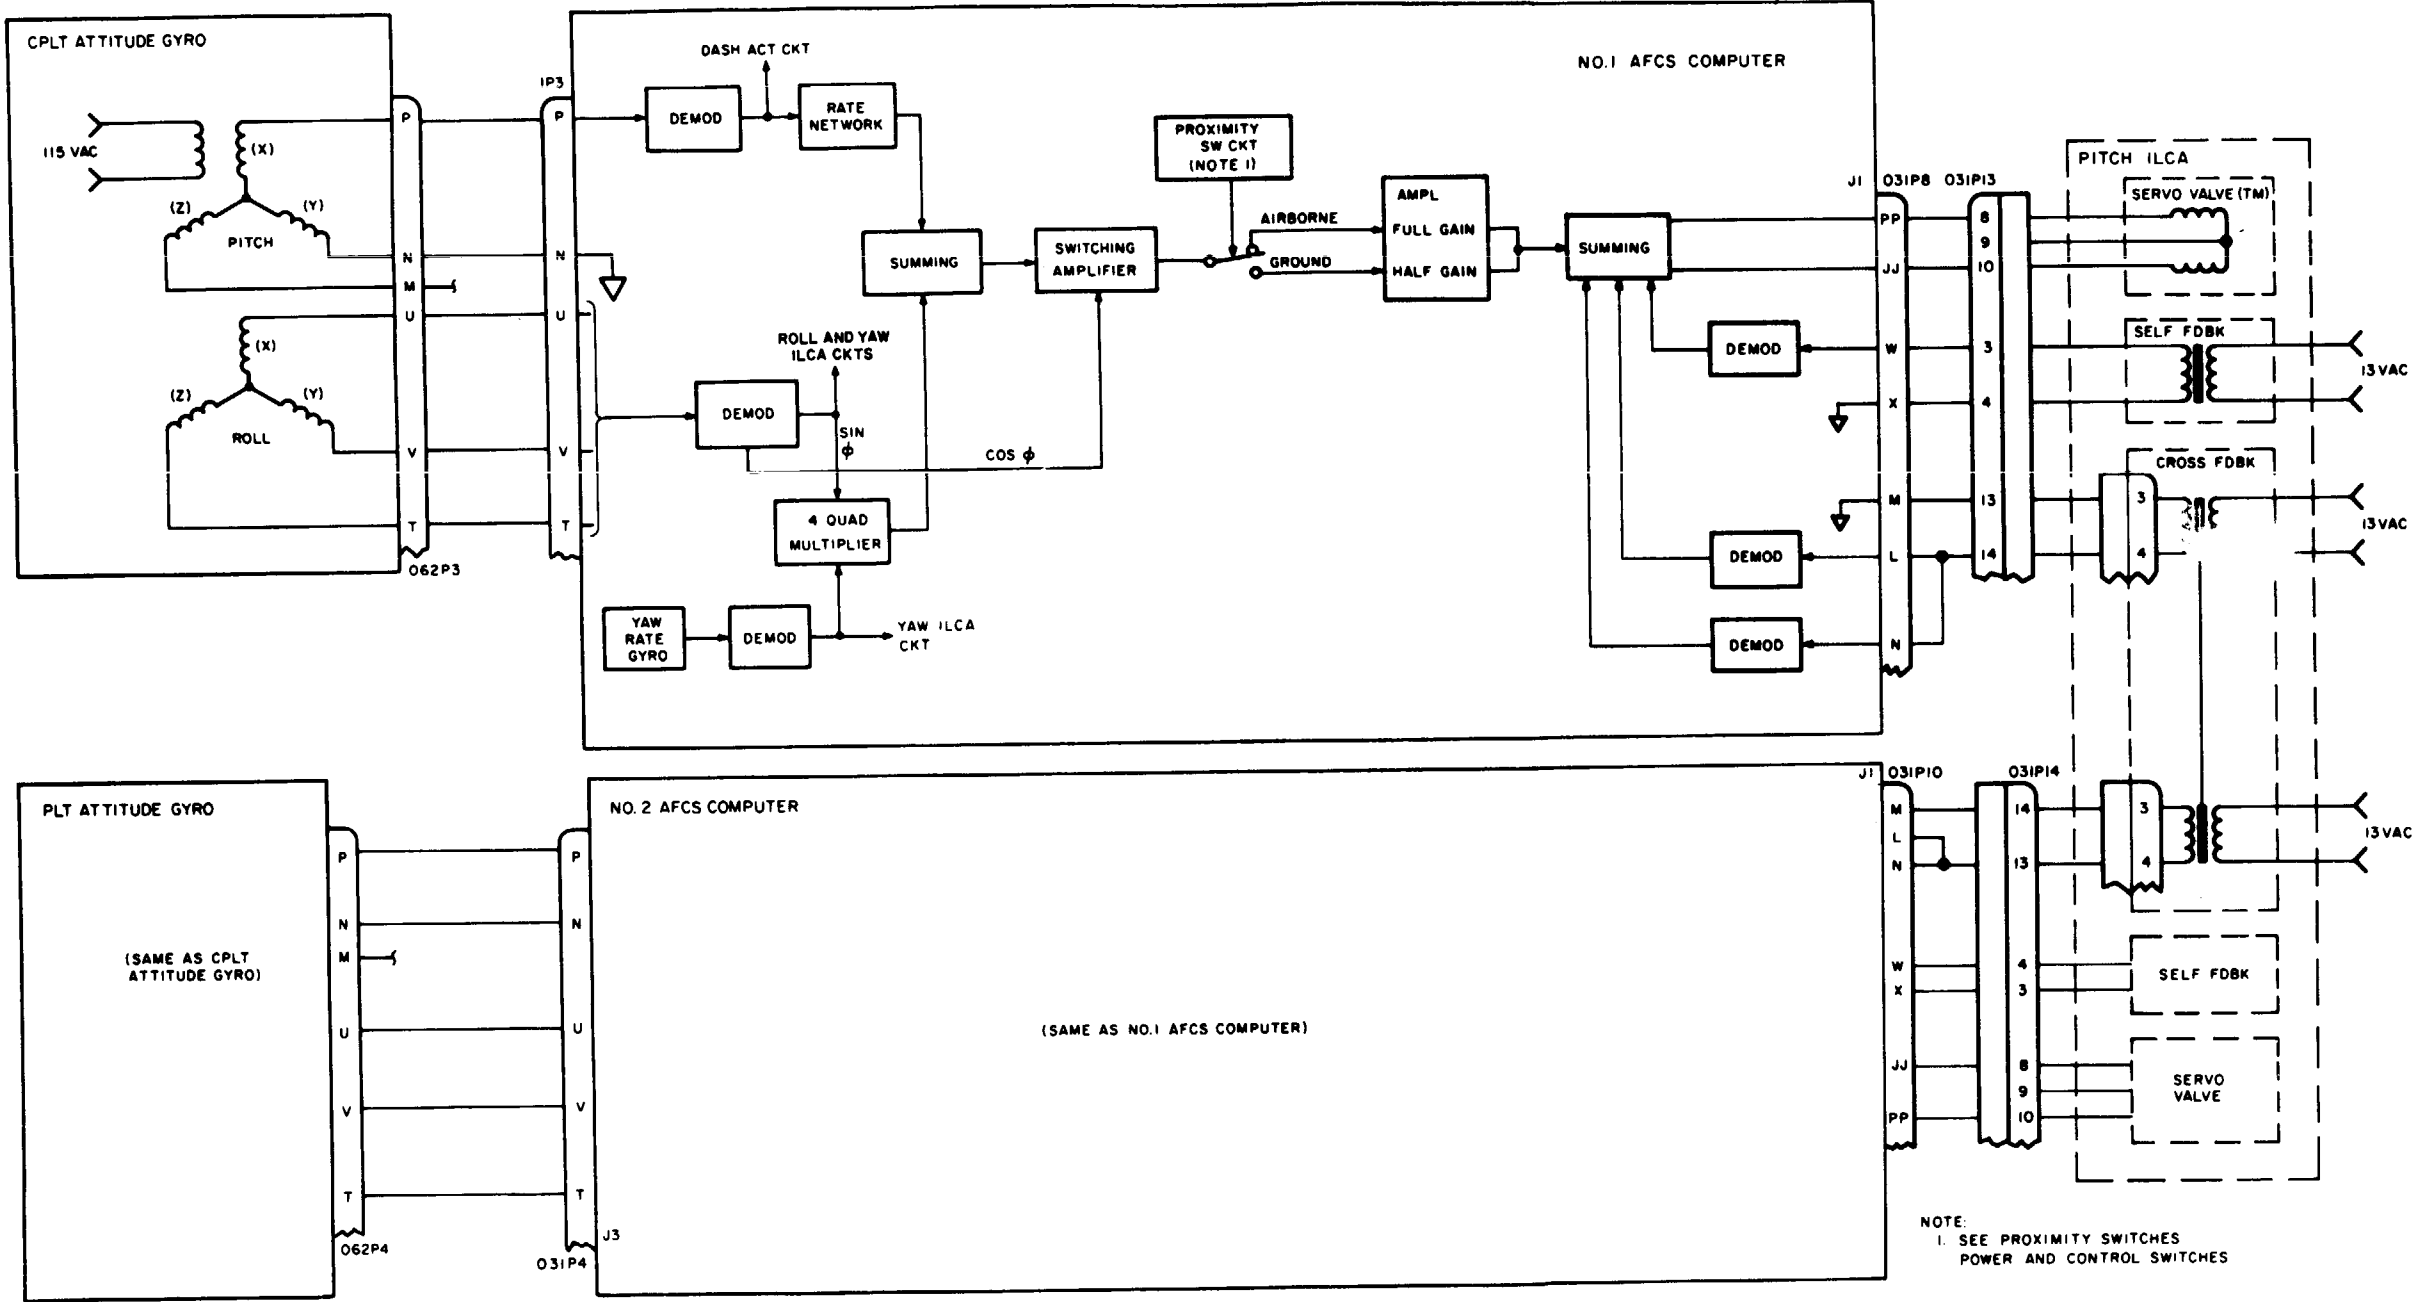 CPLT ATTITUDE GYRO
115 VAC
(X)
(Z)
(Y)
PITCH
(X)
(Z)
(Y)
ROLL
P
N
M
U
V
T
062P3
1P3
P
N
U
V
T
NO.1 AFCS COMPUTER
DASH ACT CKT
DEMOD
RATE
NETWORK
SUMMING
SWITCHING
AMPLIFIER
PROXIMITY
SW CKT
(NOTE 1)
AIRBORNE
GROUND
AMPL
FULL GAIN
HALF GAIN
SUMMING
ROLL AND YAW
ILCA CKTS
DEMOD
SIN
ϕ
COS ϕ
4 QUAD
MULTIPLIER
YAW
RATE
GYRO
DEMOD
YAW ILCA
CKT
DEMOD
DEMOD
DEMOD
J1 031P8 031P13
PP
JJ
W
X
M
L
N
8
9
10
3
4
13
14
PITCH ILCA
SERVO VALVE (TM)
SELF FDBK
13 VAC
CROSS FDBK
3
4
13 VAC
PLT ATTITUDE GYRO
(SAME AS CPLT
ATTITUDE GYRO)
P
N
M
U
V
T
062P4
P
N
U
V
T
J3
031P4
NO. 2 AFCS COMPUTER
(SAME AS NO.1 AFCS COMPUTER)
J1 031P10 031P14
M
L
N
W
X
JJ
PP
14
13
4
3
8
9
10
3
4
13 VAC
SELF FDBK
SERVO
VALVE
NOTE:
1. SEE PROXIMITY SWITCHES
POWER AND CONTROL SWITCHES